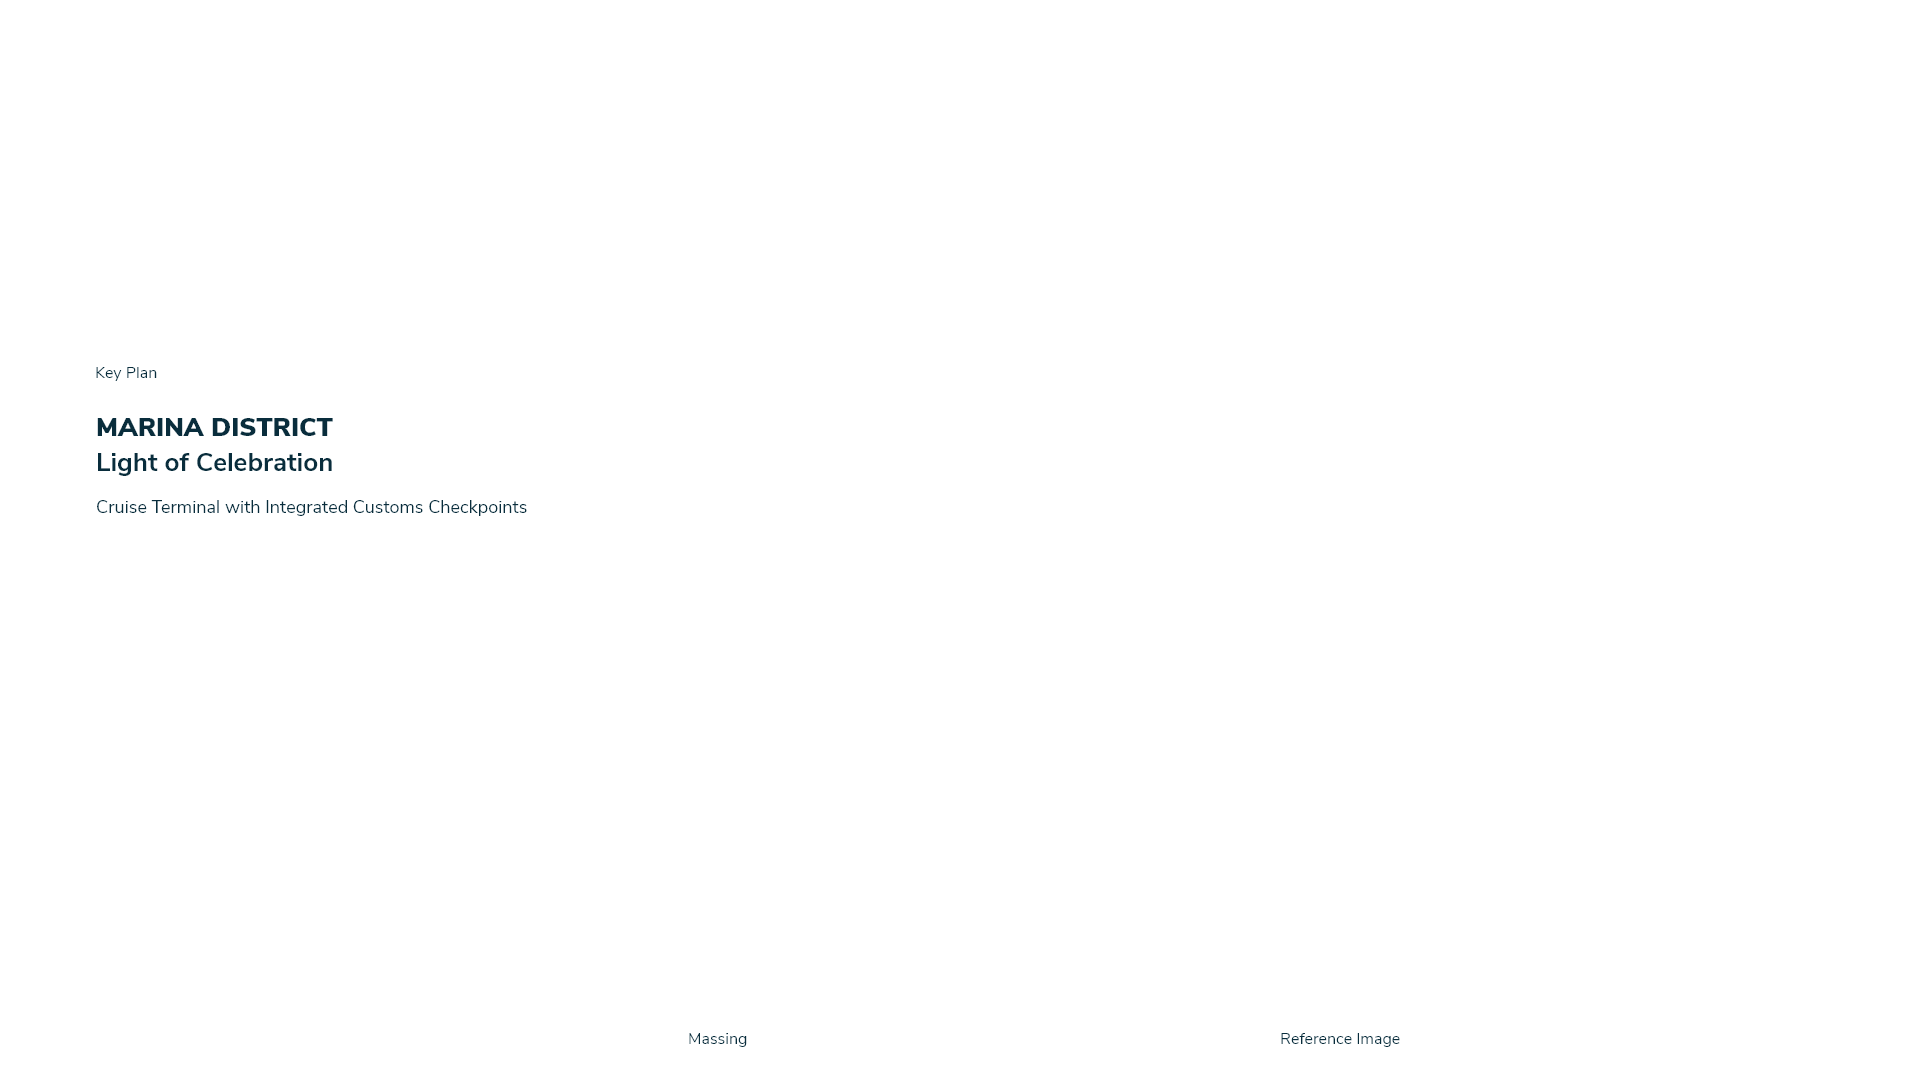 Key Plan
MARINA DISTRICT
Light of Celebration
Cruise Terminal with Integrated Customs Checkpoints
Massing
Reference Image